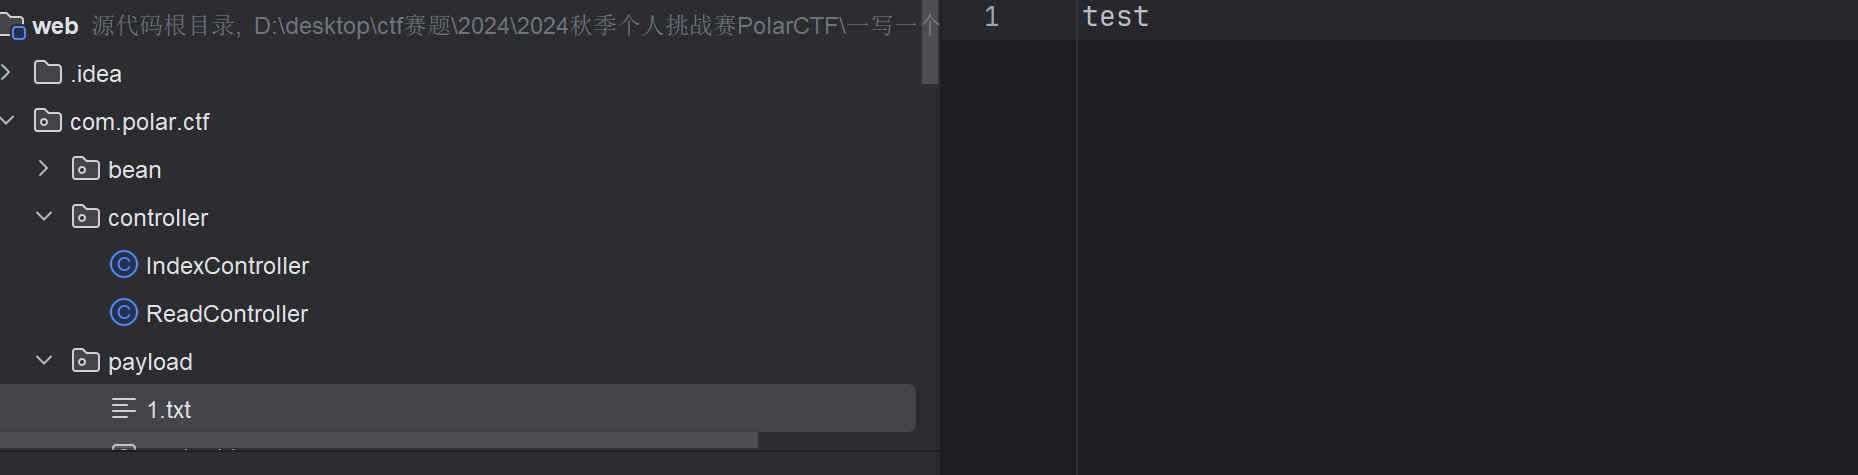 web 源代码根目录, D:\desktop\ctf赛题\2024\2024秋季个人挑战赛PolarCTF\一写一个
.idea
com.polar.ctf
bean
controller
IndexController
ReadController
payload
1.txt
1 test